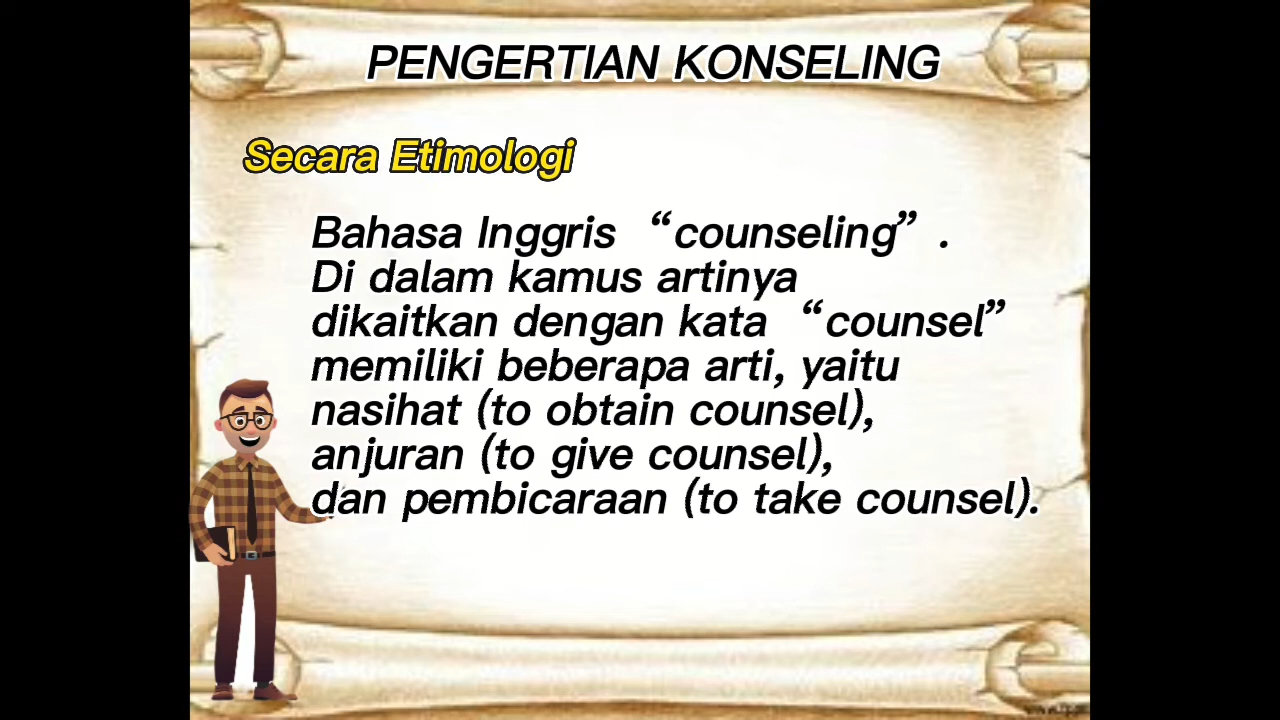 PENGERTIAN KONSELING
Secara Etimologi
Bahasa Inggris “counseling” .
Di dalam kamus artinya
dikaitkan dengan kata “counsel”
memiliki beberapa arti, yaitu
nasihat (to obtain counsel),
anjuran (to give counsel),
dan pembicaraan (to take counsel).